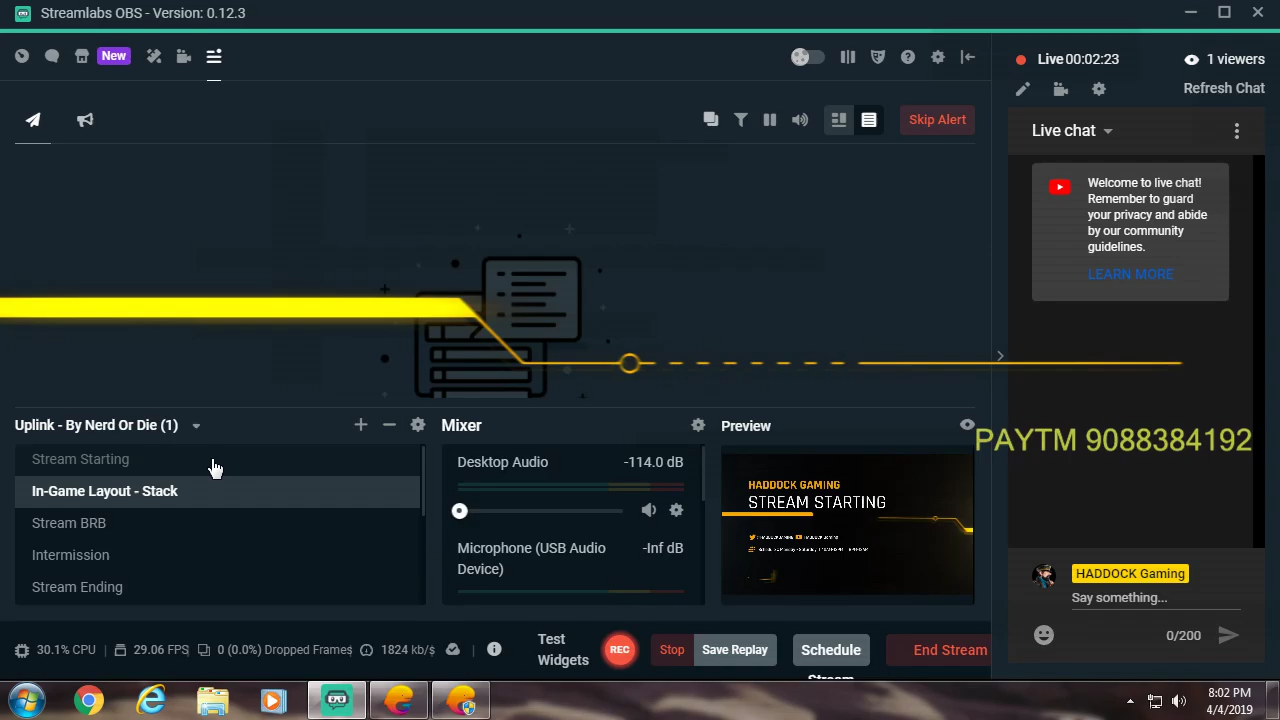 Streamlabs OBS - Version: 0.12.3
New
Live 00:02:23
1 viewers
Refresh Chat
Skip Alert
Live chat
Welcome to live chat!
Remember to guard
your privacy and abide
by our community
guidelines.
LEARN MORE
PAYTM 9088384192
Uplink - By Nerd Or Die (1)
Stream Starting
In-Game Layout - Stack
Stream BRB
Intermission
Stream Ending
Mixer
Desktop Audio
-114.0 dB
Microphone (USB Audio
Device)
-Inf dB
Preview
HADDOCK GAMING
STREAM STARTING
HADDOCK Gaming
Say something...
0/200
30.1% CPU
29.06 FPS
0 (0.0%) Dropped Frames
1824 kb/s
Test
Widgets
REC
Stop
Save Replay
Schedule
Stream
End Stream
8:02 PM
4/4/2019